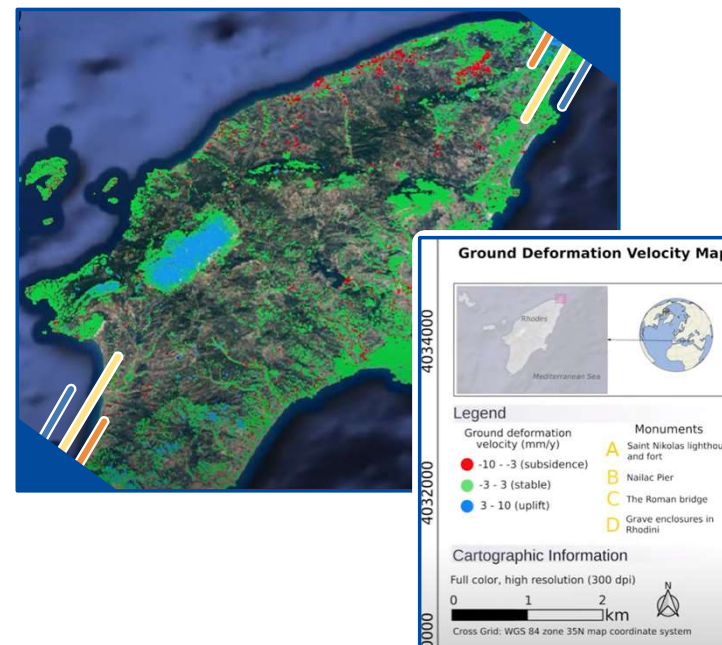 Ground Deformation Velocity Map
Rhodini
Mediterranean Sea
4034000
4032000
Legend
Ground deformation
velocity (mm/y)
-10 - -3 (subsidence)
-3 - 3 (stable)
3 - 10 (uplift)
Monuments
A Saint Nikolas lighthou
and fort
B Nailac Pier
C The Roman bridge
D Grave enclosures in
Rhodini
Cartographic Information
Full color, high resolution (300 dpi)
0 1 2
km
N
Cross Grid: WGS 84 zone 35N map coordinate system